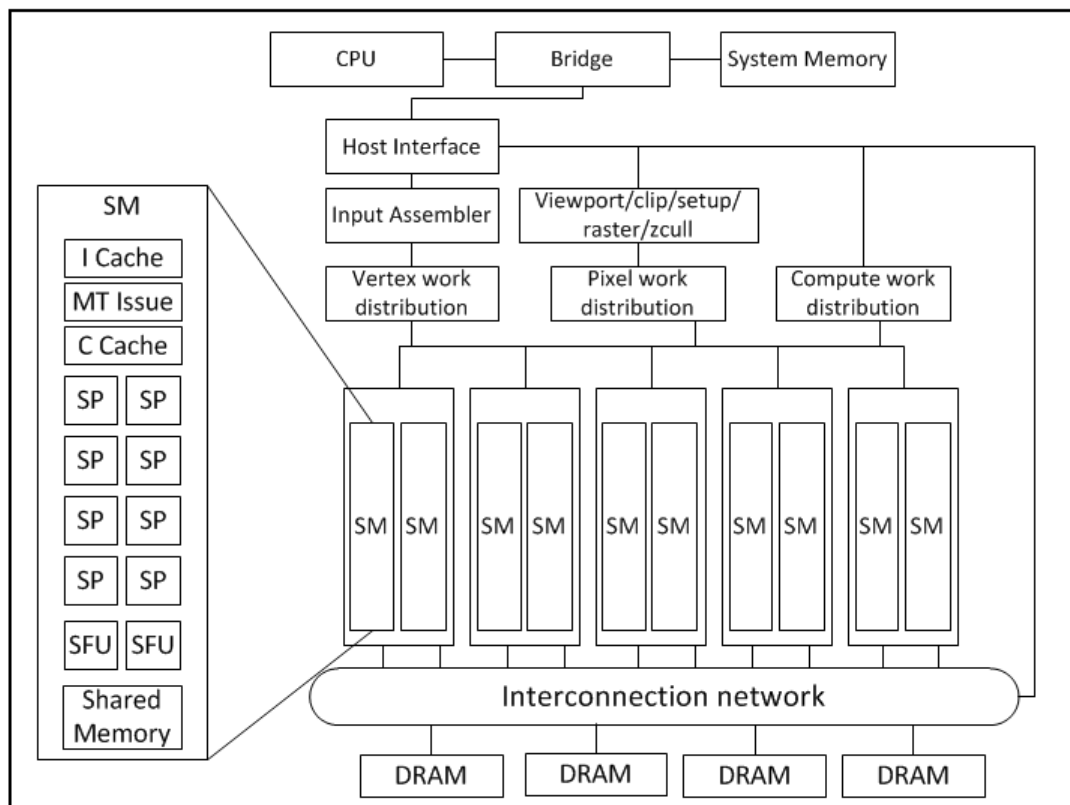 CPU
Bridge
System Memory
Host Interface
Input Assembler
Viewport/clip/setup/
raster/zcull
Vertex work
distribution
Pixel work
distribution
Compute work
distribution
SM
I Cache
MT Issue
C Cache
SP
SP
SP
SP
SP
SP
SP
SP
SFU
SFU
Shared
Memory
SM
SM
SM
SM
SM
SM
SM
SM
SM
SM
Interconnection network
DRAM
DRAM
DRAM
DRAM